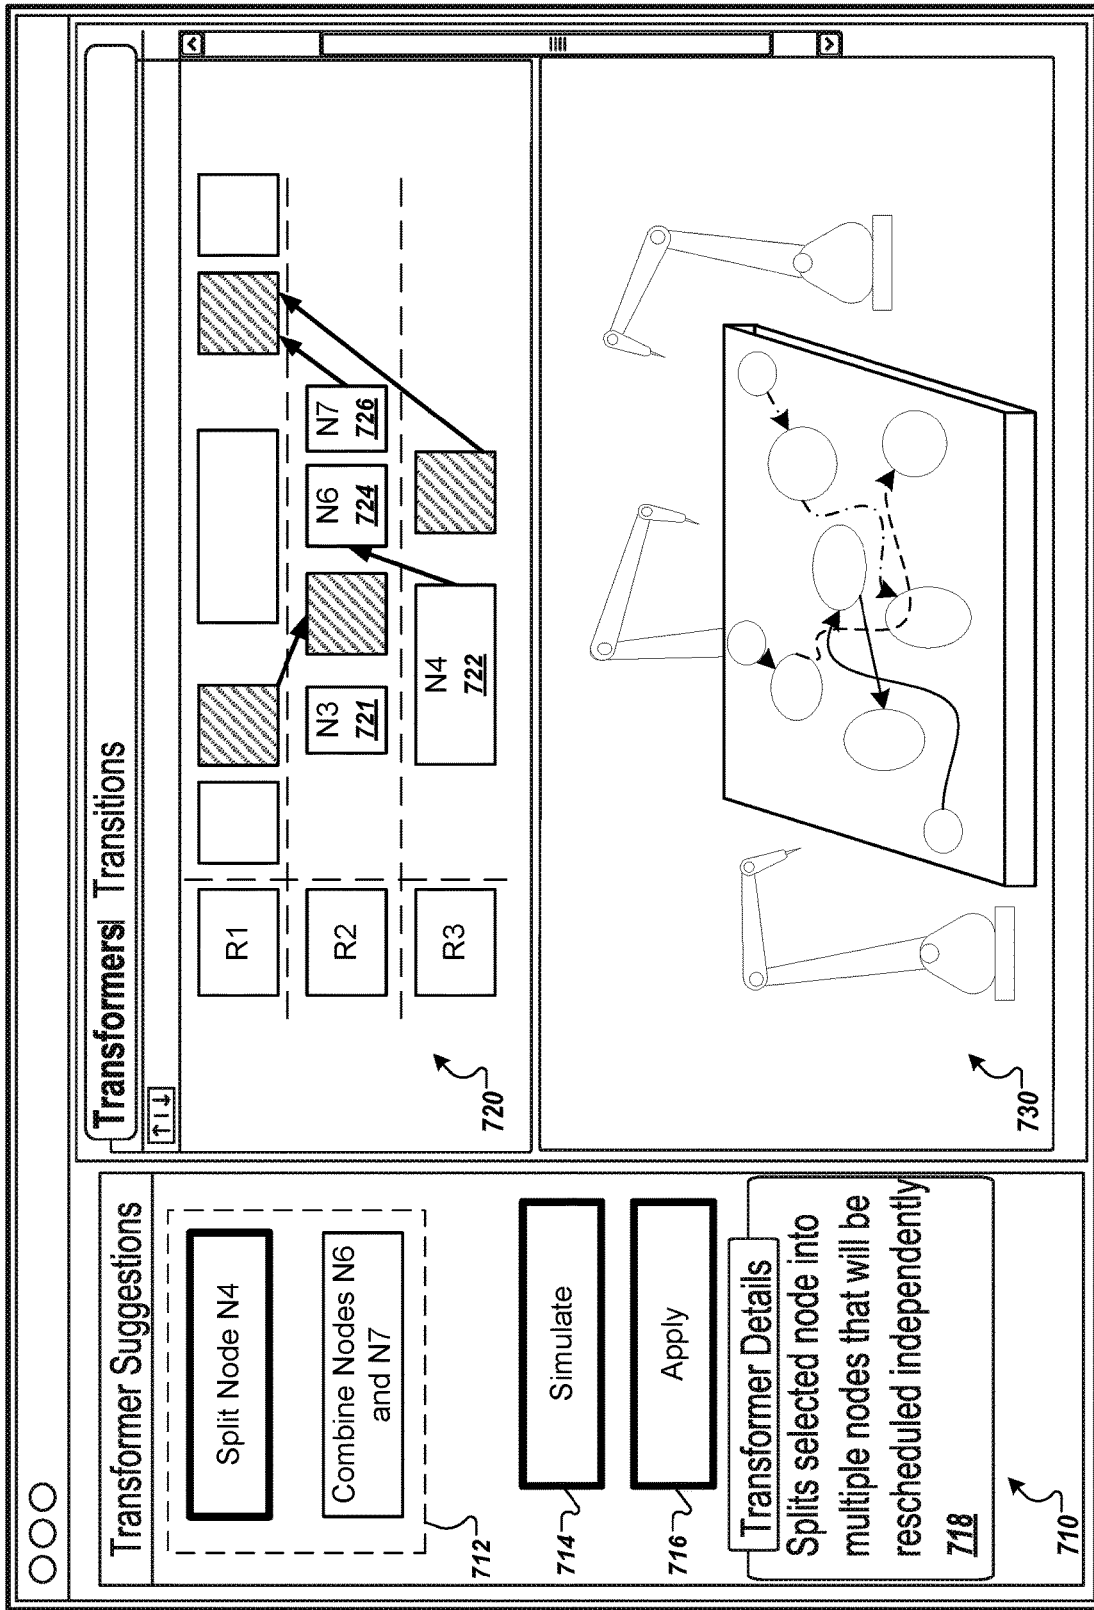 Transformer Suggestions
Split Node N4
Combine Nodes N6
and N7
712
Simulate
714
Apply
716
Transformer Details
Splits selected node into
multiple nodes that will be
rescheduled independently
718
710
Transformers| Transitions
↑|↓
R1
R2
N3
721
N6
724
N7
726
R3
N4
722
720
730